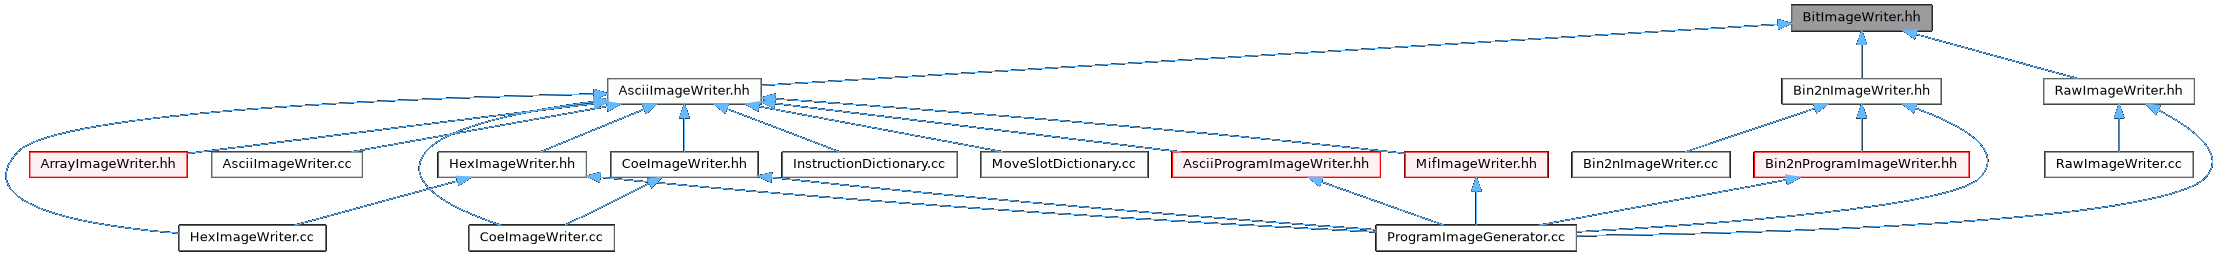 BitImageWriter.hh
AsciiImageWriter.hh
Bin2nImageWriter.hh
RawImageWriter.hh
ArrayImageWriter.hh
AsciiImageWriter.cc
HexImageWriter.hh
CoeImageWriter.hh
InstructionDictionary.cc
MoveSlotDictionary.cc
AsciiProgramImageWriter.hh
MifImageWriter.hh
Bin2nImageWriter.cc
Bin2nProgramImageWriter.hh
RawImageWriter.cc
HexImageWriter.cc
CoeImageWriter.cc
ProgramImageGenerator.cc